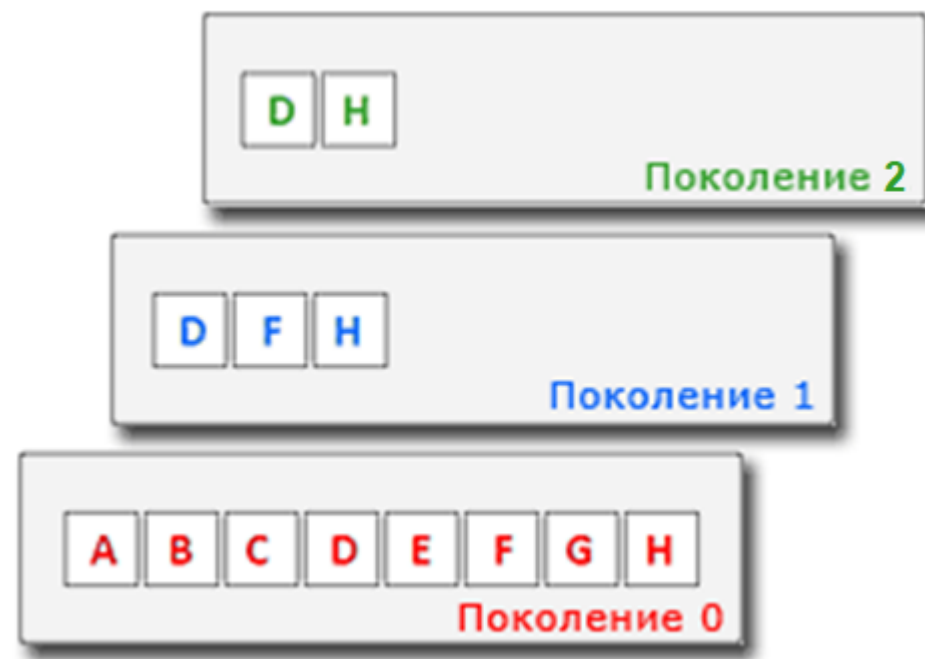 D H
Поколение 2
D F H
Поколение 1
A B C D E F G H
Поколение 0